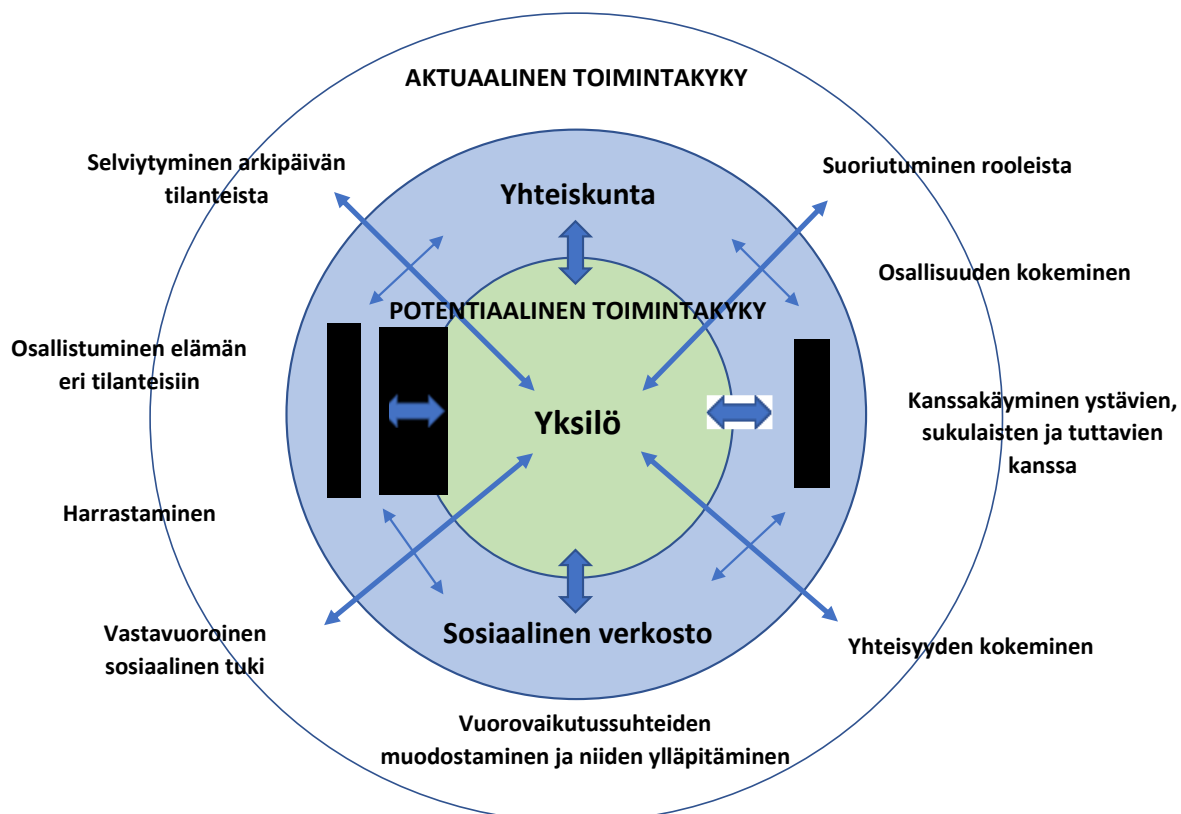 AKTUAALINEN TOIMINTAKYKY
Selviytyminen arkipäivän
tilanteista
Suoriutuminen rooleista
Yhteiskunta
Osallisuuden kokeminen
POTENTIAALINEN TOIMINTAKYKY
Osallistuminen elämän
eri tilanteisiin
Yksilö
Kanssakäyminen ystävien,
sukulaisten ja tuttavien
kanssa
Harrastaminen
Vastavuoroinen
sosiaalinen tuki
Sosiaalinen verkosto
Yhteisyyden kokeminen
Vuorovaikutussuhteiden
muodostaminen ja niiden ylläpitäminen